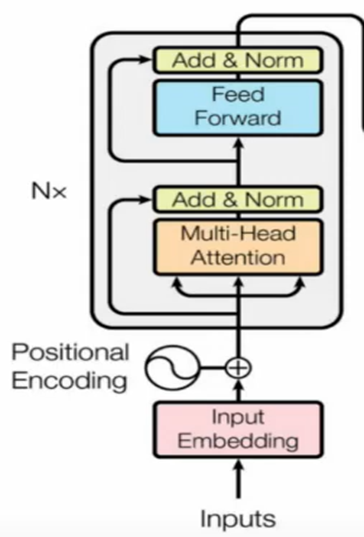 Add & Norm
Feed
Forward
Nx
Add & Norm
Multi-Head
Attention
Positional
Encoding
Input
Embedding
Inputs